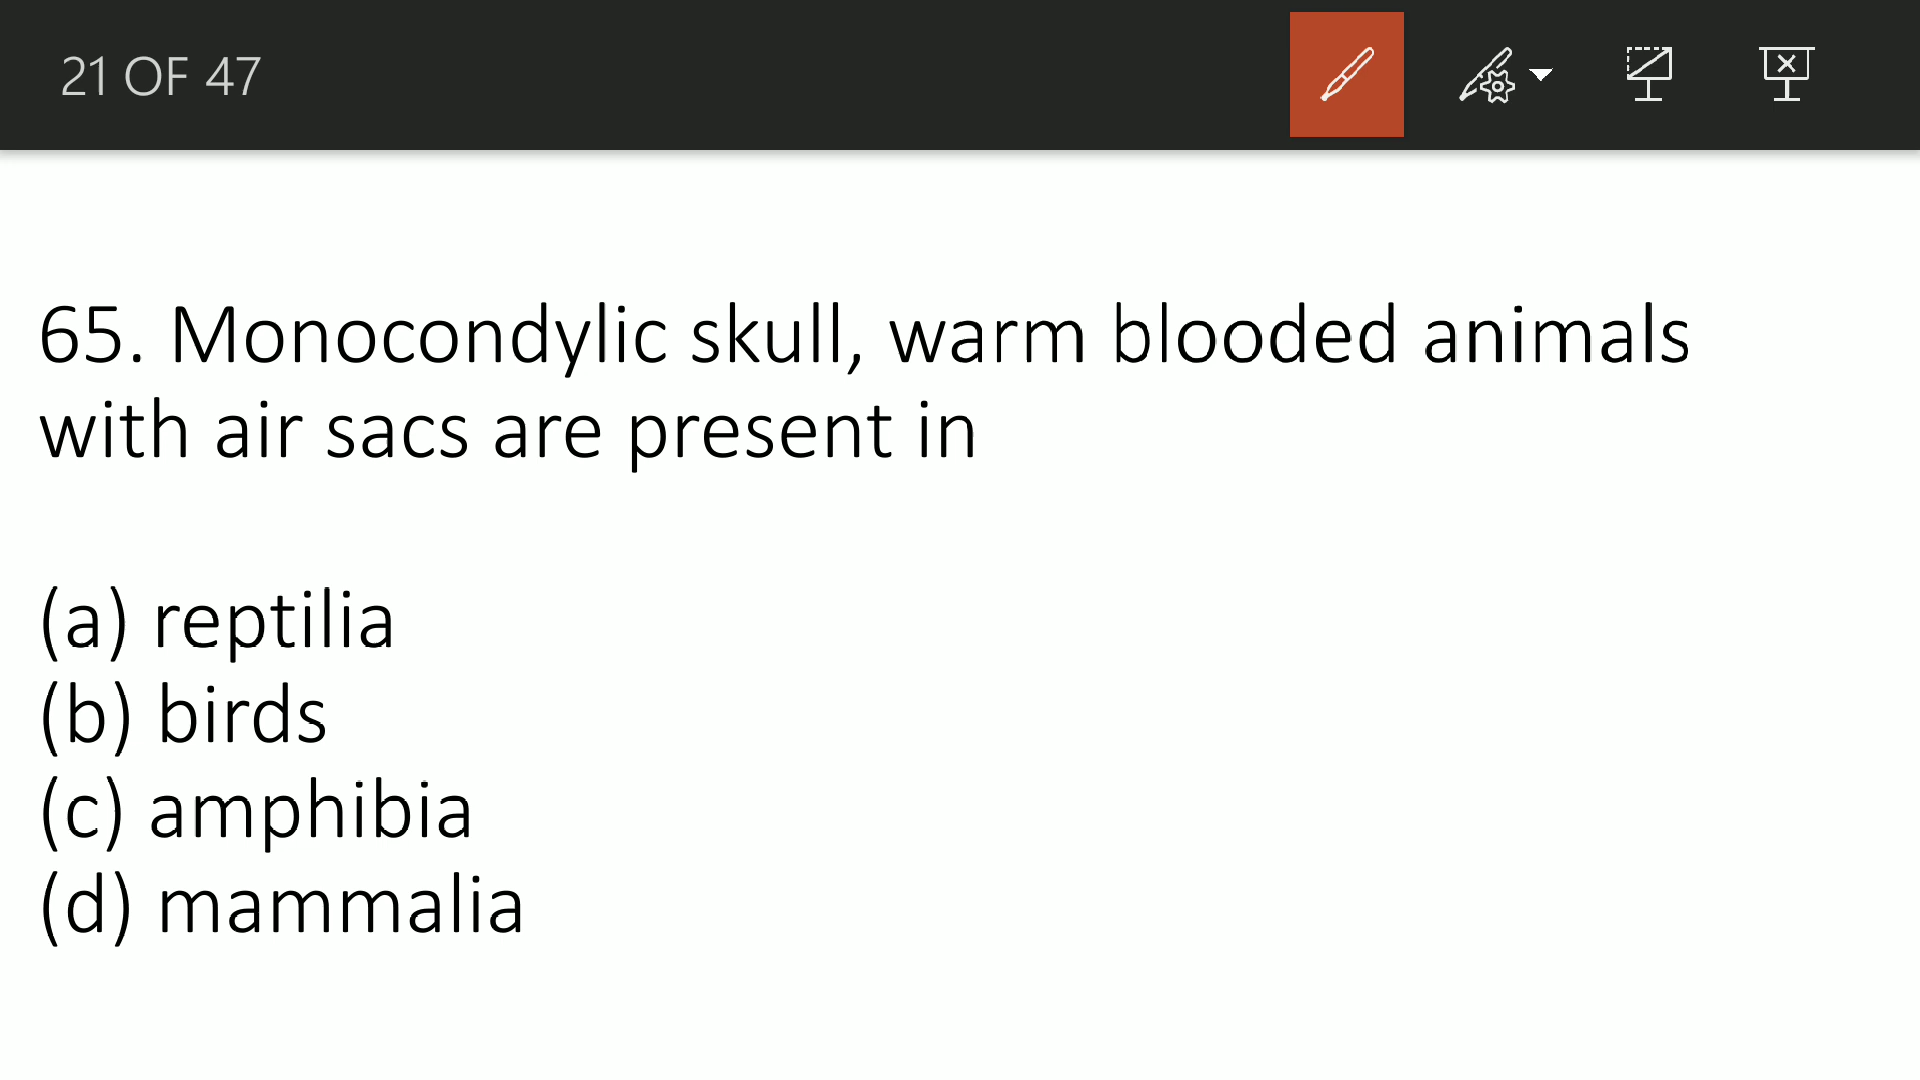 21 OF 47
65. Monocondylic skull, warm blooded animals
with air sacs are present in
(a) reptilia
(b) birds
(c) amphibia
(d) mammalia